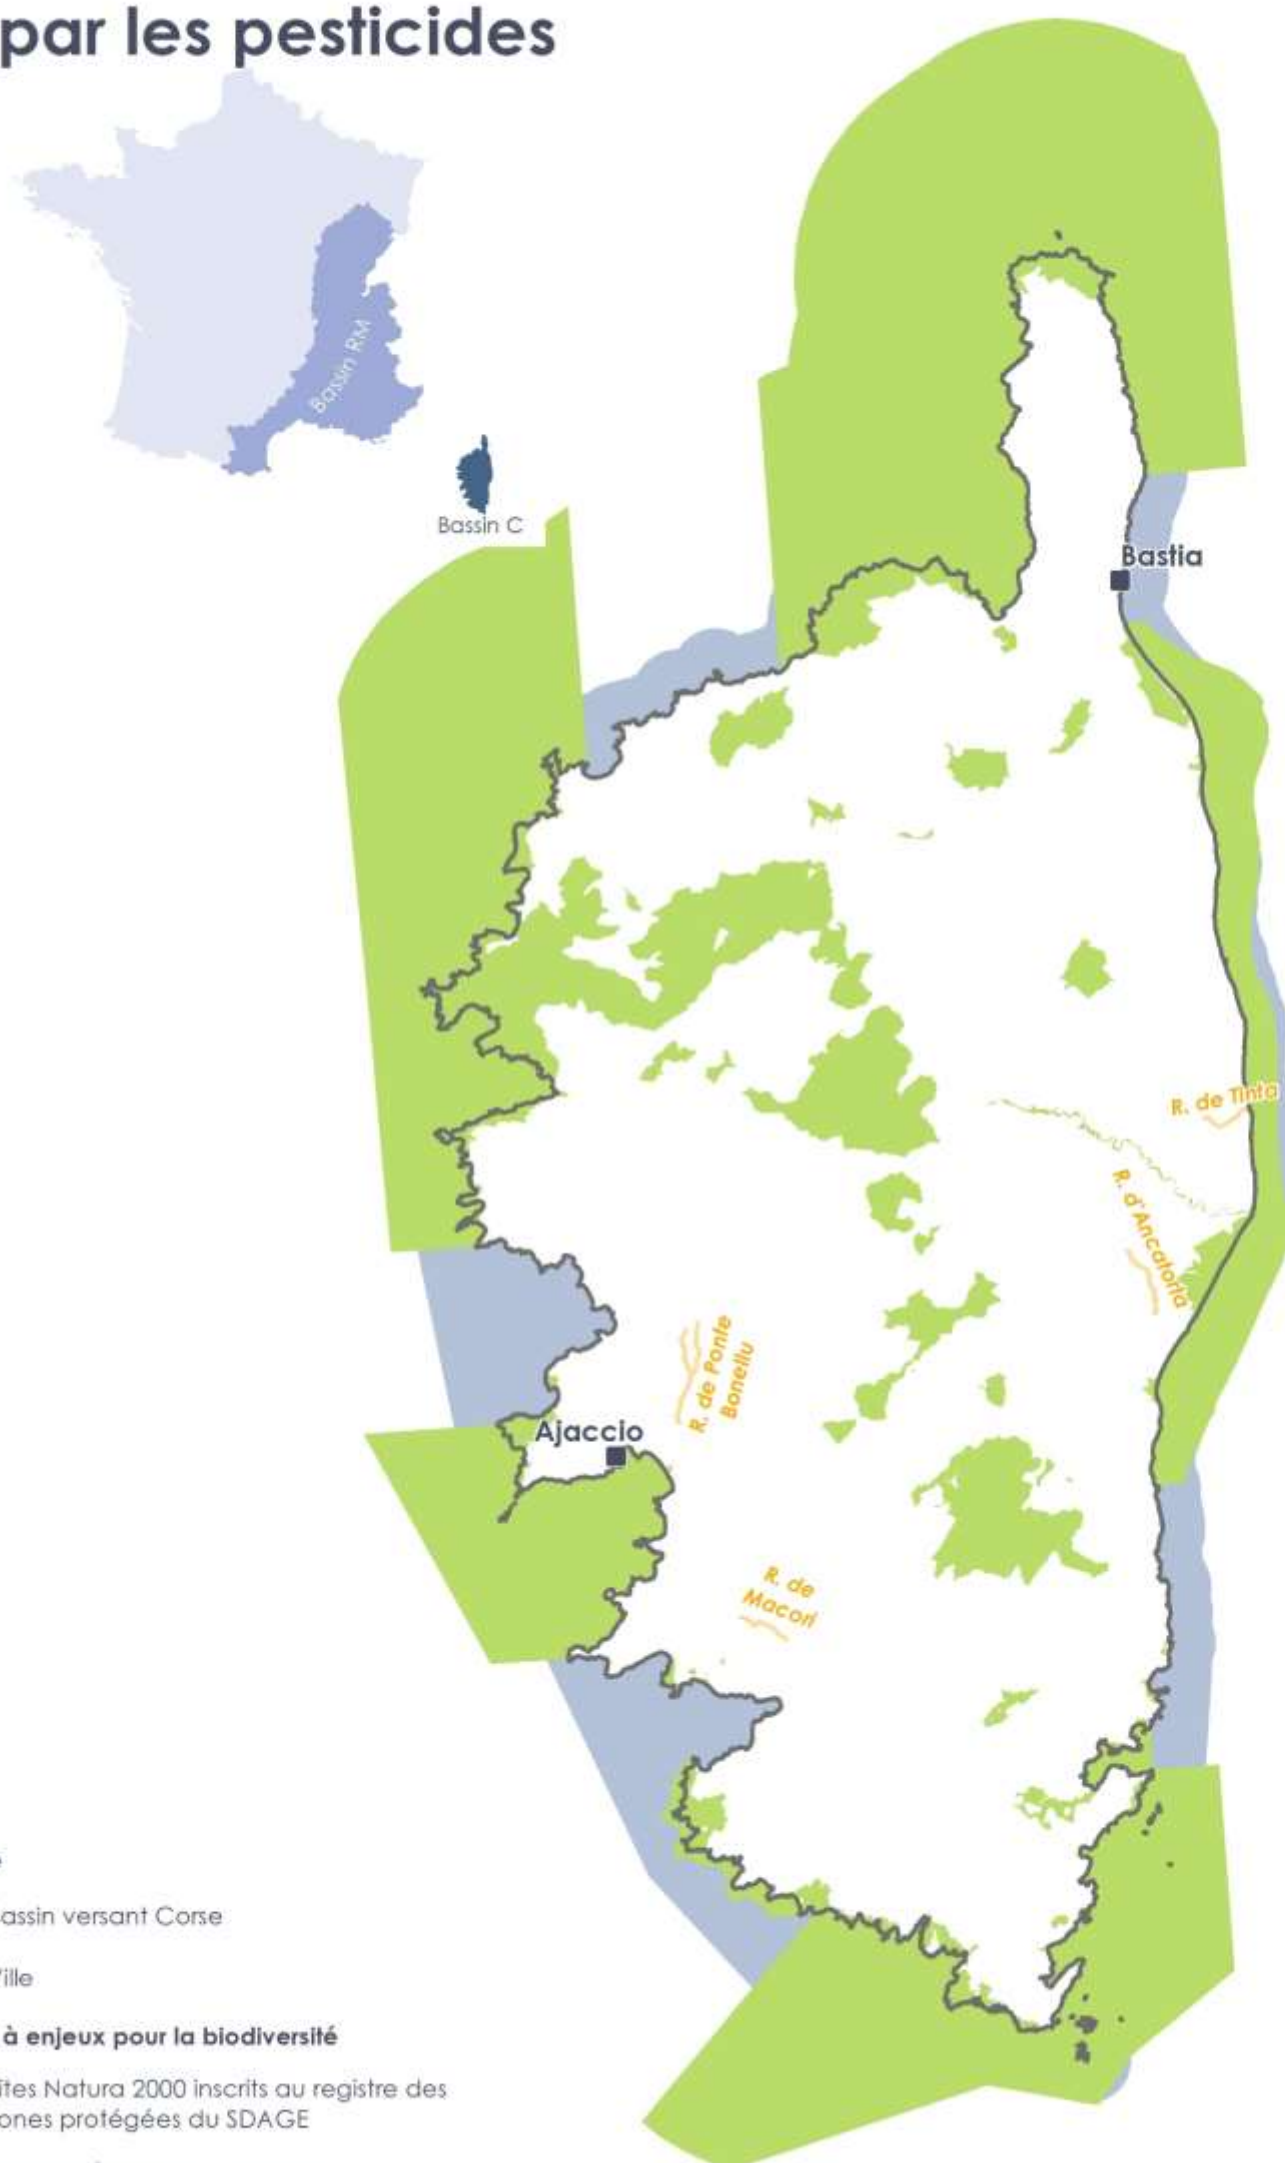 par les pesticides
Bassin RM
Bassin C
Bastia
R. de Tinta
R. d'Ancatorta
R. de Ponte
Bonellu
Ajaccio
R. de
Macori
assin versant Corse
ille
à enjeux pour la biodiversité
ites Natura 2000 inscrits au registre des
ones protégées du SDAGE